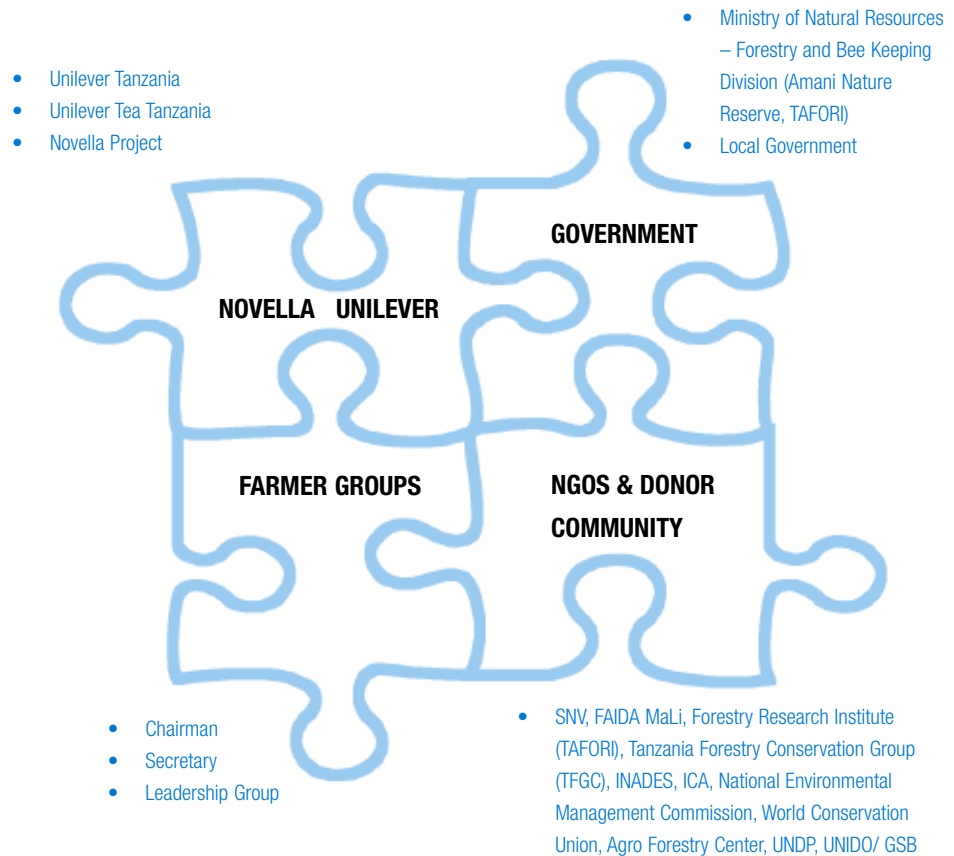 • Unilever Tanzania
• Unilever Tea Tanzania
• Novella Project
• Ministry of Natural Resources
– Forestry and Bee Keeping
Division (Amani Nature
Reserve, TAFORI)
• Local Government
NOVELLA UNILEVER
GOVERNMENT
FARMER GROUPS
NGOS & DONOR
COMMUNITY
• Chairman
• Secretary
• Leadership Group
• SNV, FAIDA MaLi, Forestry Research Institute
(TAFORI), Tanzania Forestry Conservation Group
(TFGC), INADES, ICA, National Environmental
Management Commission, World Conservation
Union, Agro Forestry Center, UNDP, UNIDO/ GSB